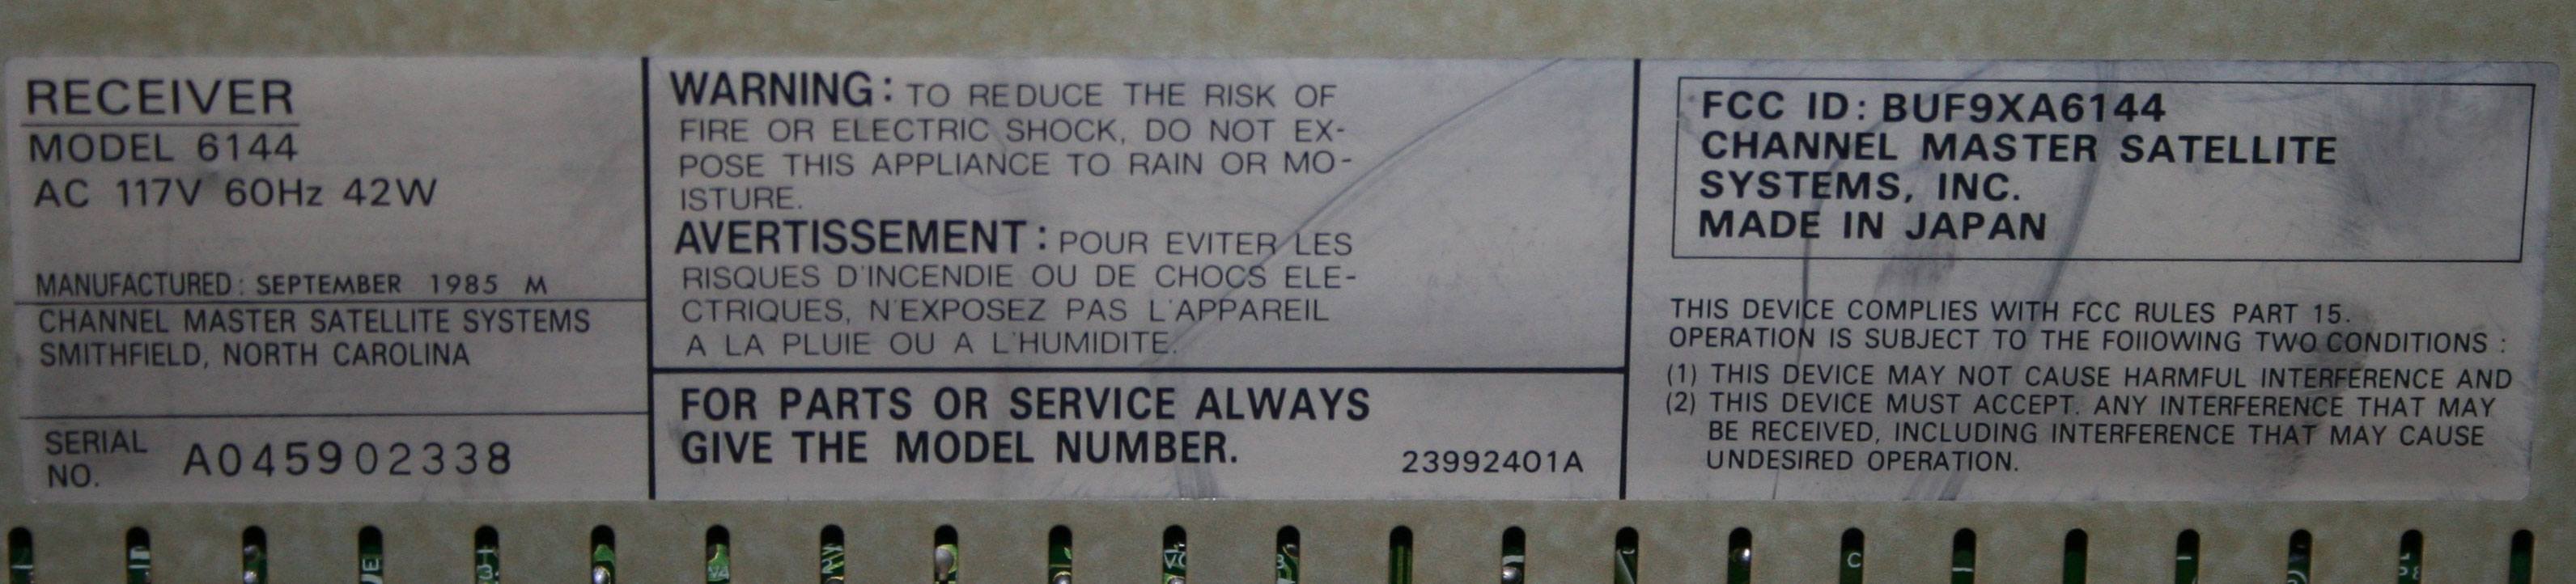 RECEIVER
MODEL 6144
AC 117V 60Hz 42W
MANUFACTURED: SEPTEMBER 1985 M
CHANNEL MASTER SATELLITE SYSTEMS
SMITHFIELD, NORTH CAROLINA
SERIAL
NO. A045902338
WARNING: TO REDUCE THE RISK OF
FIRE OR ELECTRIC SHOCK, DO NOT EX-
POSE THIS APPLIANCE TO RAIN OR MO-
ISTURE.
AVERTISSEMENT: POUR EVITER LES
RISQUES D'INCENDIE OU DE CHOCS ELE-
CTRIQUES, N'EXPOSEZ PAS L'APPAREIL
A LA PLUIE OU A L'HUMIDITE.
FOR PARTS OR SERVICE ALWAYS
GIVE THE MODEL NUMBER.
23992401A
FCC ID: BUF9XA6144
CHANNEL MASTER SATELLITE
SYSTEMS, INC.
MADE IN JAPAN
THIS DEVICE COMPLIES WITH FCC RULES PART 15.
OPERATION IS SUBJECT TO THE FOllOWING TWO CONDITIONS :
(1) THIS DEVICE MAY NOT CAUSE HARMFUL INTERFERENCE AND
(2) THIS DEVICE MUST ACCEPT. ANY INTERFERENCE THAT MAY
BE RECEIVED, INCLUDING INTERFERENCE THAT MAY CAUSE
UNDESIRED OPERATION.